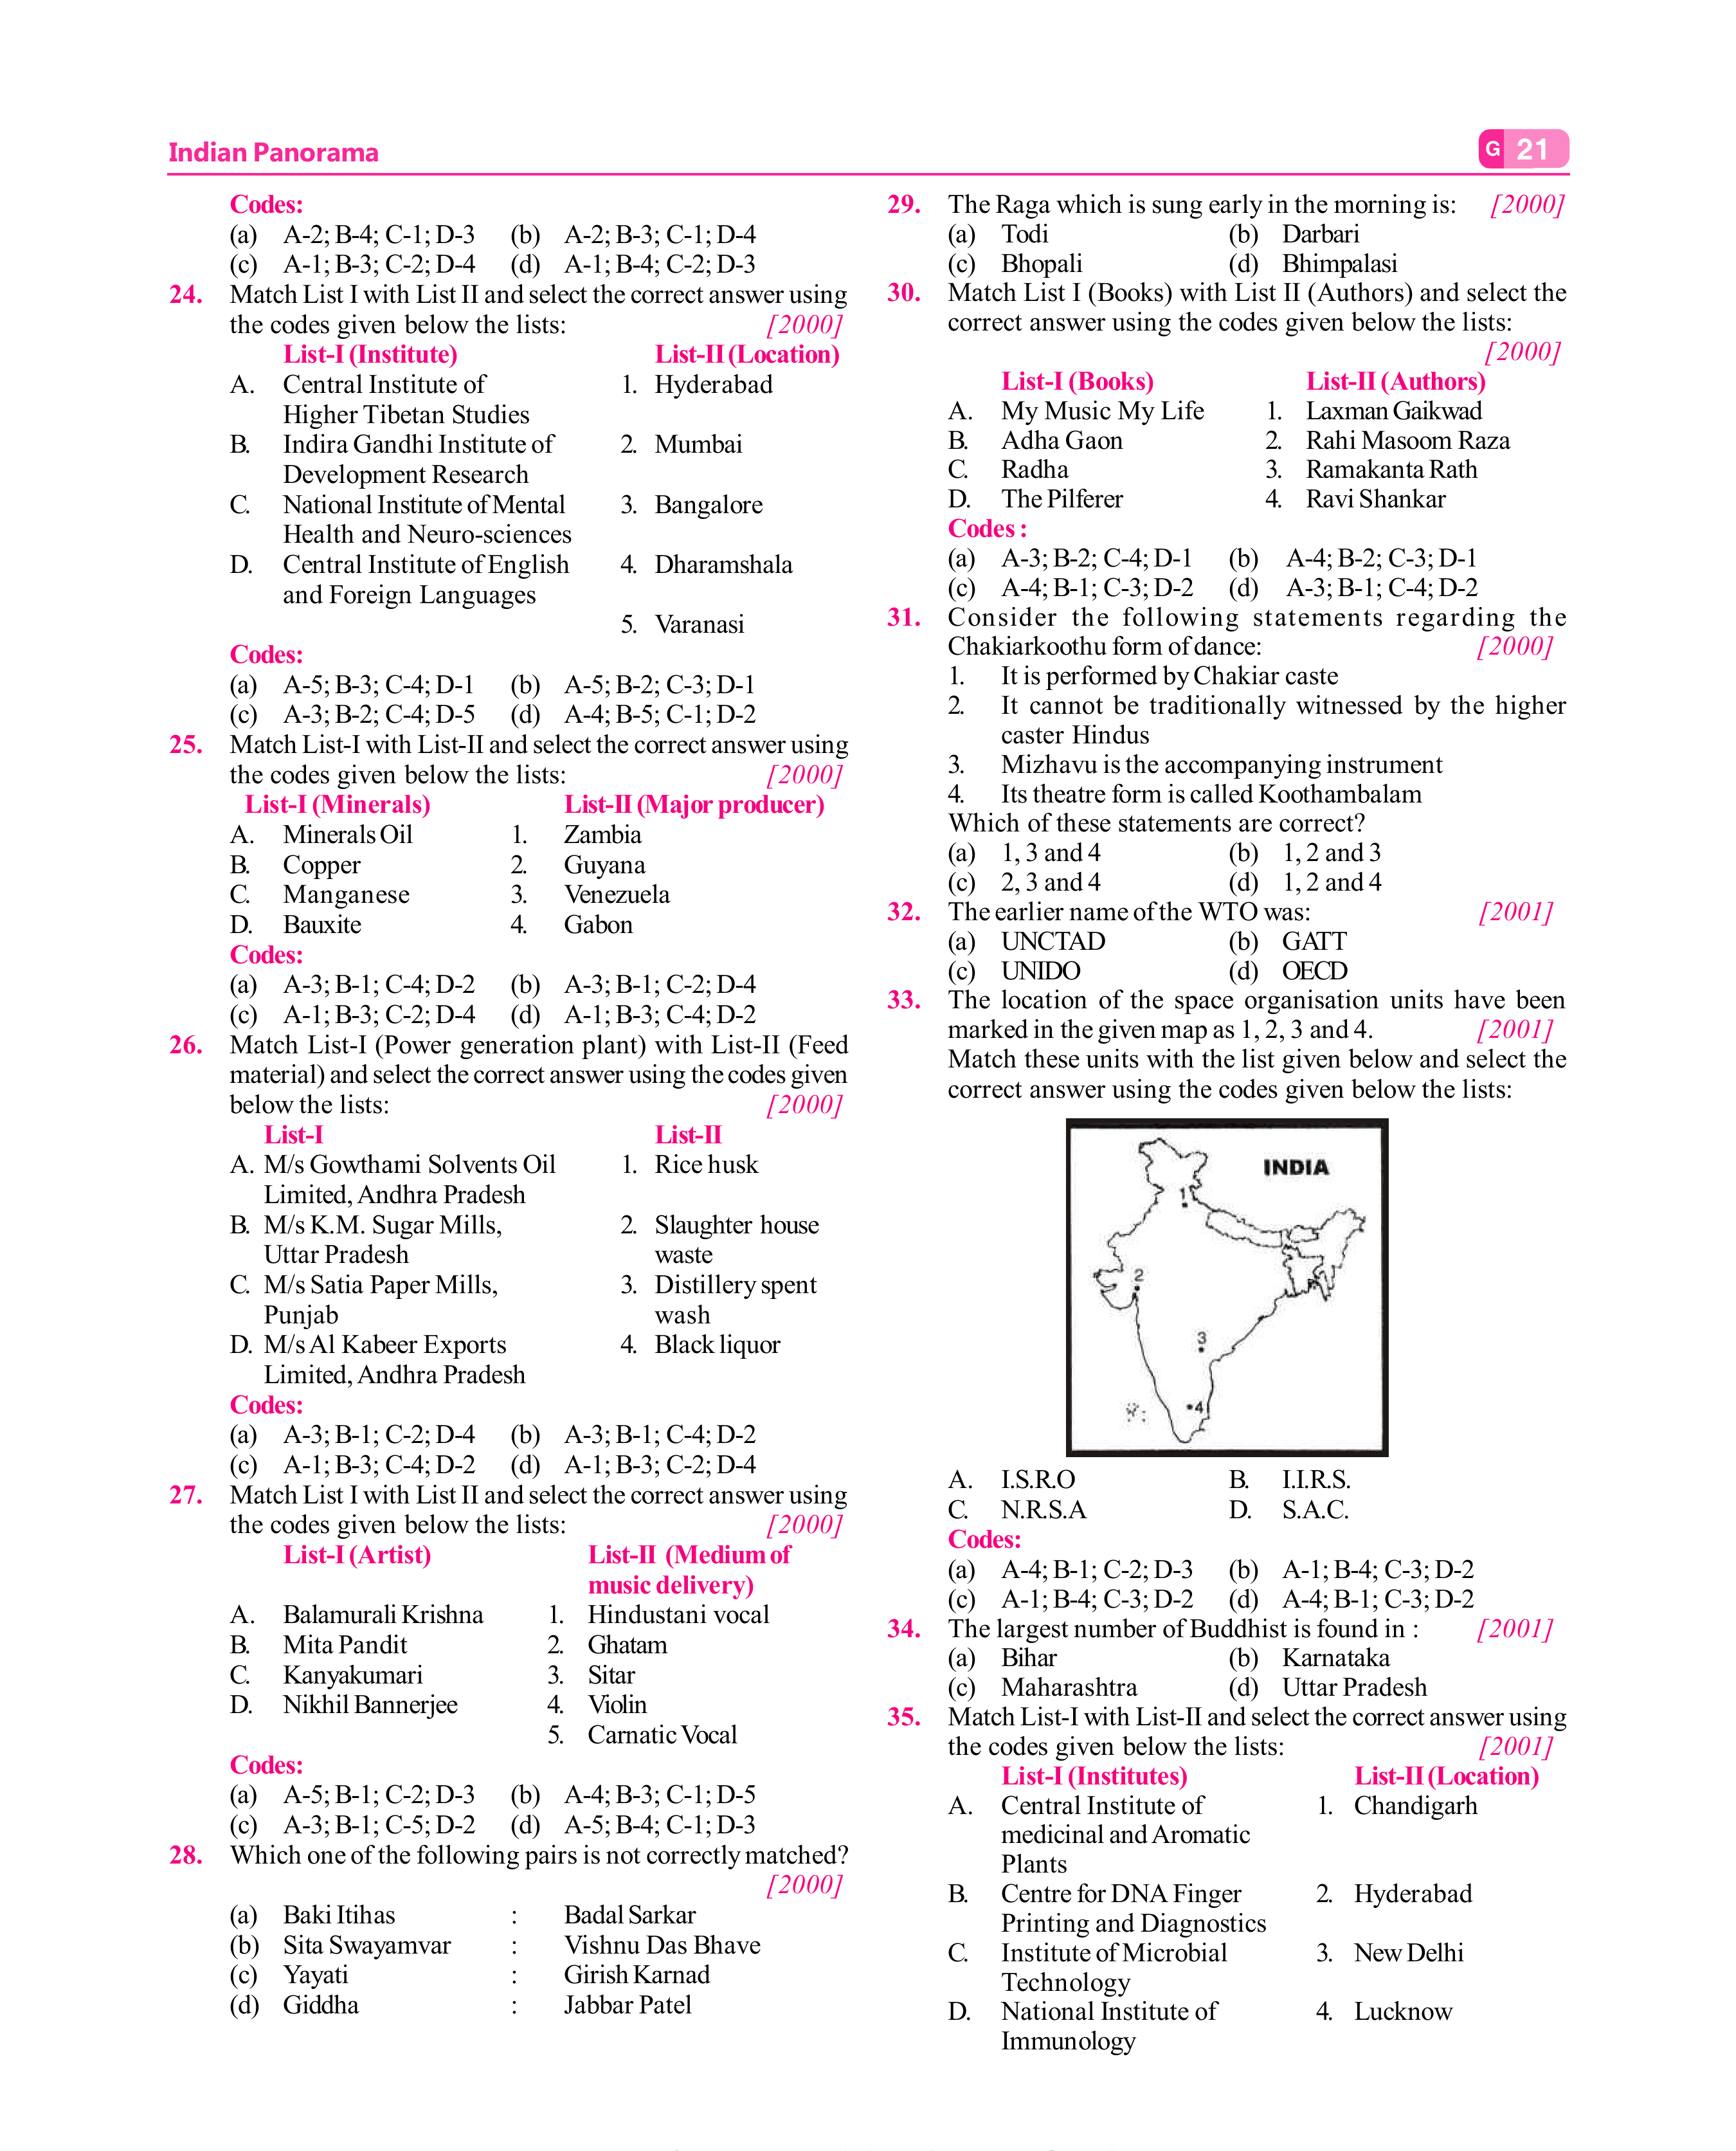 Indian Panorama
G 21
Codes:
(a) A-2; B-4; C-1; D-3 (b) A-2; B-3; C-1; D-4
(c) A-1; B-3; C-2; D-4 (d) A-1; B-4; C-2; D-3
24. Match List I with List II and select the correct answer using
the codes given below the lists: [2000]
List-I (Institute) List-II (Location)
A. Central Institute of 1. Hyderabad
Higher Tibetan Studies
B. Indira Gandhi Institute of 2. Mumbai
Development Research
C. National Institute of Mental 3. Bangalore
Health and Neuro-sciences
D. Central Institute of English 4. Dharamshala
and Foreign Languages
5. Varanasi
Codes:
(a) A-5; B-3; C-4; D-1 (b) A-5; B-2; C-3; D-1
(c) A-3; B-2; C-4; D-5 (d) A-4; B-5; C-1; D-2
25. Match List-I with List-II and select the correct answer using
the codes given below the lists: [2000]
List-I (Minerals) List-II (Major producer)
A. Minerals Oil 1. Zambia
B. Copper 2. Guyana
C. Manganese 3. Venezuela
D. Bauxite 4. Gabon
Codes:
(a) A-3; B-1; C-4; D-2 (b) A-3; B-1; C-2; D-4
(c) A-1; B-3; C-2; D-4 (d) A-1; B-3; C-4; D-2
26. Match List-I (Power generation plant) with List-II (Feed
material) and select the correct answer using the codes given
below the lists: [2000]
List-I List-II
A. M/s Gowthami Solvents Oil 1. Rice husk
Limited, Andhra Pradesh
B. M/s K.M. Sugar Mills, 2. Slaughter house
Uttar Pradesh waste
C. M/s Satia Paper Mills, 3. Distillery spent
Punjab wash
D. M/s Al Kabeer Exports 4. Black liquor
Limited, Andhra Pradesh
Codes:
(a) A-3; B-1; C-2; D-4 (b) A-3; B-1; C-4; D-2
(c) A-1; B-3; C-4; D-2 (d) A-1; B-3; C-2; D-4
27. Match List I with List II and select the correct answer using
the codes given below the lists: [2000]
List-I (Artist) List-II (Medium of
music delivery)
A. Balamurali Krishna 1. Hindustani vocal
B. Mita Pandit 2. Ghatam
C. Kanyakumari 3. Sitar
D. Nikhil Bannerjee 4. Violin
5. Carnatic Vocal
Codes:
(a) A-5; B-1; C-2; D-3 (b) A-4; B-3; C-1; D-5
(c) A-3; B-1; C-5; D-2 (d) A-5; B-4; C-1; D-3
28. Which one of the following pairs is not correctly matched?
[2000]
(a) Baki Itihas : Badal Sarkar
(b) Sita Swayamvar : Vishnu Das Bhave
(c) Yayati : Girish Karnad
(d) Giddha : Jabbar Patel
29. The Raga which is sung early in the morning is: [2000]
(a) Todi (b) Darbari
(c) Bhopali (d) Bhimpalasi
30. Match List I (Books) with List II (Authors) and select the
correct answer using the codes given below the lists:
[2000]
List-I (Books) List-II (Authors)
A. My Music My Life 1. Laxman Gaikwad
B. Adha Gaon 2. Rahi Masoom Raza
C. Radha 3. Ramakanta Rath
D. The Pilferer 4. Ravi Shankar
Codes :
(a) A-3; B-2; C-4; D-1 (b) A-4; B-2; C-3; D-1
(c) A-4; B-1; C-3; D-2 (d) A-3; B-1; C-4; D-2
31. Consider the following statements regarding the
Chakiarkoothu form of dance: [2000]
1. It is performed by Chakiar caste
2. It cannot be traditionally witnessed by the higher
caster Hindus
3. Mizhavu is the accompanying instrument
4. Its theatre form is called Koothambalam
Which of these statements are correct?
(a) 1, 3 and 4 (b) 1, 2 and 3
(c) 2, 3 and 4 (d) 1, 2 and 4
32. The earlier name of the WTO was: [2001]
(a) UNCTAD (b) GATT
(c) UNIDO (d) OECD
33. The location of the space organisation units have been
marked in the given map as 1, 2, 3 and 4. [2001]
Match these units with the list given below and select the
correct answer using the codes given below the lists:
INDIA
1
2
3
4
A. I.S.R.O B. I.I.R.S.
C. N.R.S.A D. S.A.C.
Codes:
(a) A-4; B-1; C-2; D-3 (b) A-1; B-4; C-3; D-2
(c) A-1; B-4; C-3; D-2 (d) A-4; B-1; C-3; D-2
34. The largest number of Buddhist is found in : [2001]
(a) Bihar (b) Karnataka
(c) Maharashtra (d) Uttar Pradesh
35. Match List-I with List-II and select the correct answer using
the codes given below the lists: [2001]
List-I (Institutes) List-II (Location)
A. Central Institute of 1. Chandigarh
medicinal and Aromatic
Plants
B. Centre for DNA Finger 2. Hyderabad
Printing and Diagnostics
C. Institute of Microbial 3. New Delhi
Technology
D. National Institute of 4. Lucknow
Immunology